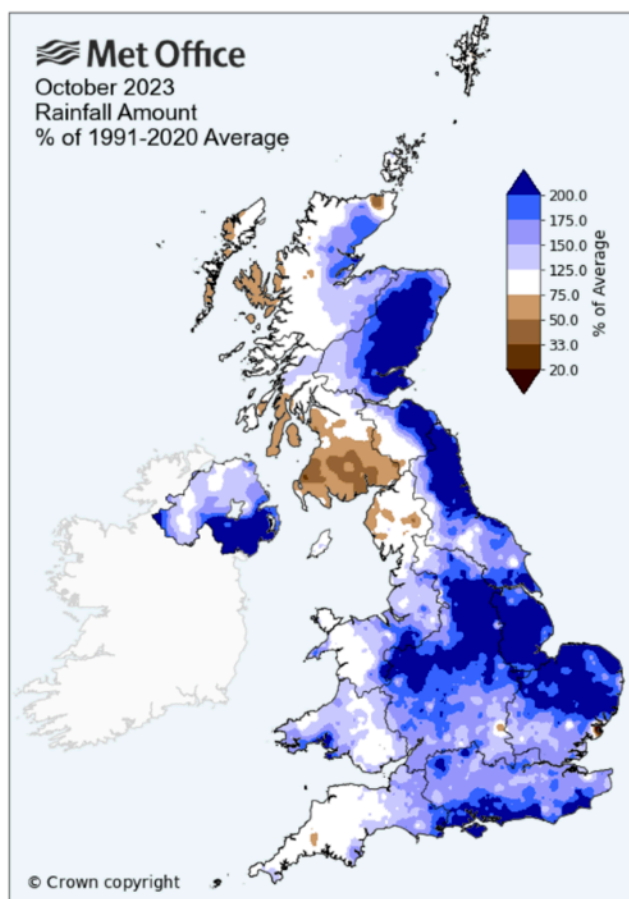 Met Office
October 2023
Rainfall Amount
% of 1991-2020 Average
200.0
175.0
150.0
125.0
75.0
50.0
33.0
20.0
% of Average
© Crown copyright